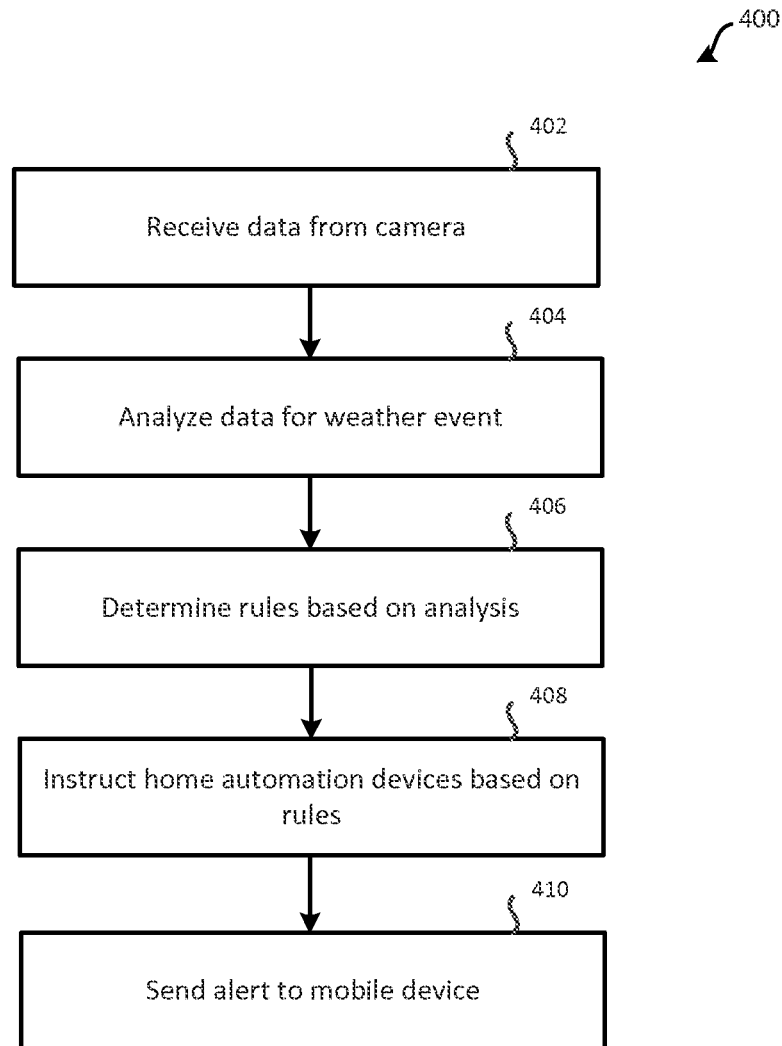 400
402
Receive data from camera
404
Analyze data for weather event
406
Determine rules based on analysis
408
Instruct home automation devices based on
rules
410
Send alert to mobile device